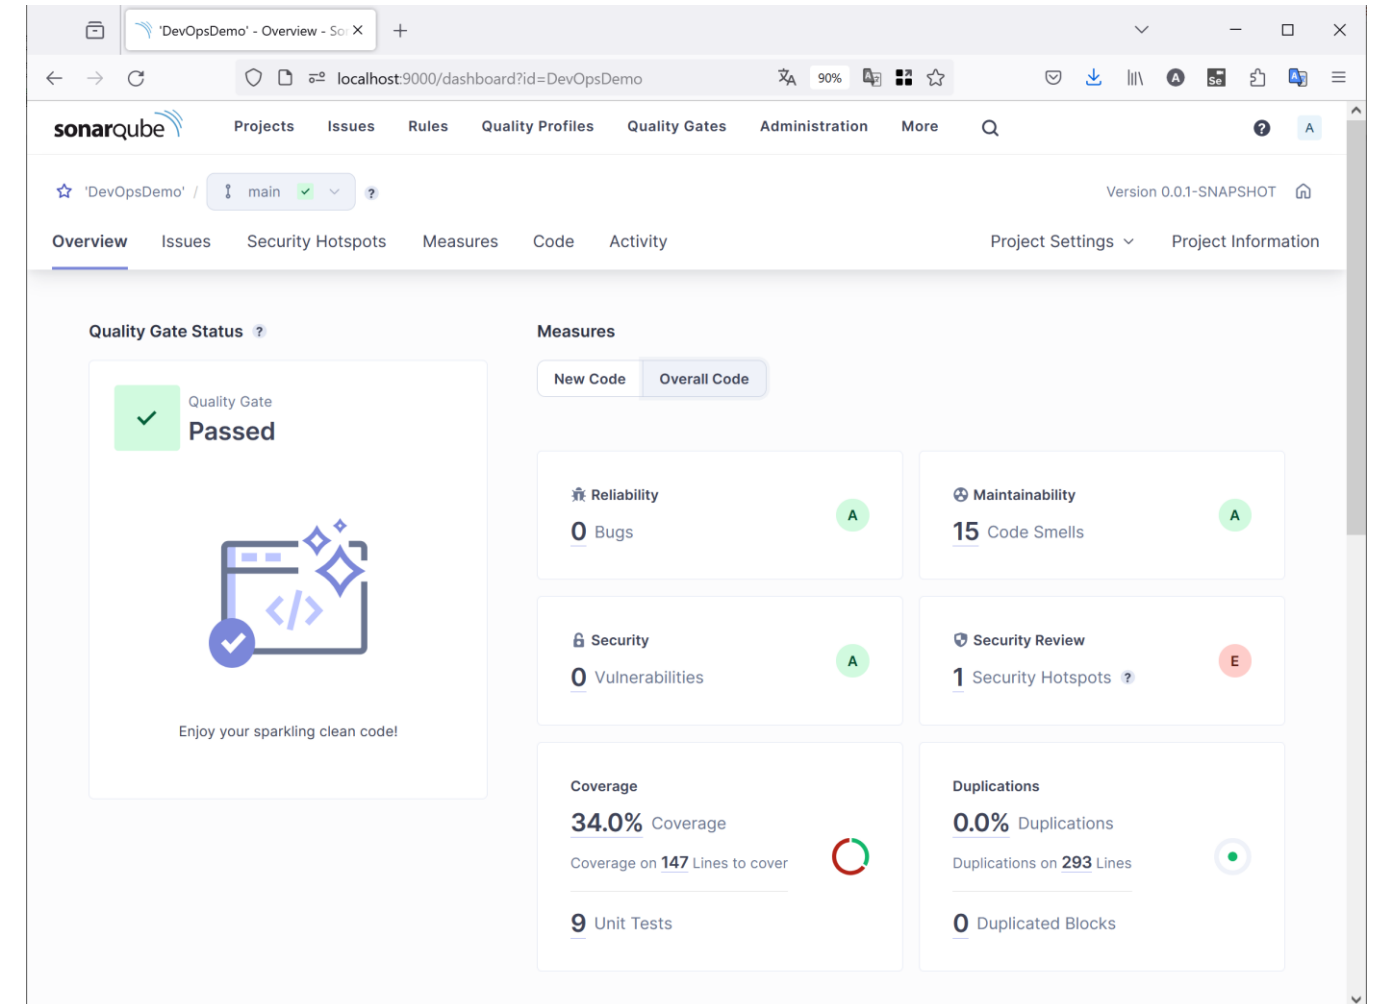 'DevOpsDemo' - Overview - So
localhost:9000/dashboard?id=DevOpsDemo
90%
A
Se
sonarqube
Projects
Issues
Rules
Quality Profiles
Quality Gates
Administration
More
?
A
'DevOpsDemo' /
main
?
Version 0.0.1-SNAPSHOT
Overview
Issues
Security Hotspots
Measures
Code
Activity
Project Settings
Project Information
Quality Gate Status ?
Quality Gate
Passed
</>
Enjoy your sparkling clean code!
Measures
New Code
Overall Code
Reliability
0 Bugs
A
Maintainability
15 Code Smells
A
Security
0 Vulnerabilities
A
Security Review
1 Security Hotspots ?
E
Coverage
34.0% Coverage
Coverage on 147 Lines to cover
9 Unit Tests
Duplications
0.0% Duplications
Duplications on 293 Lines
0 Duplicated Blocks